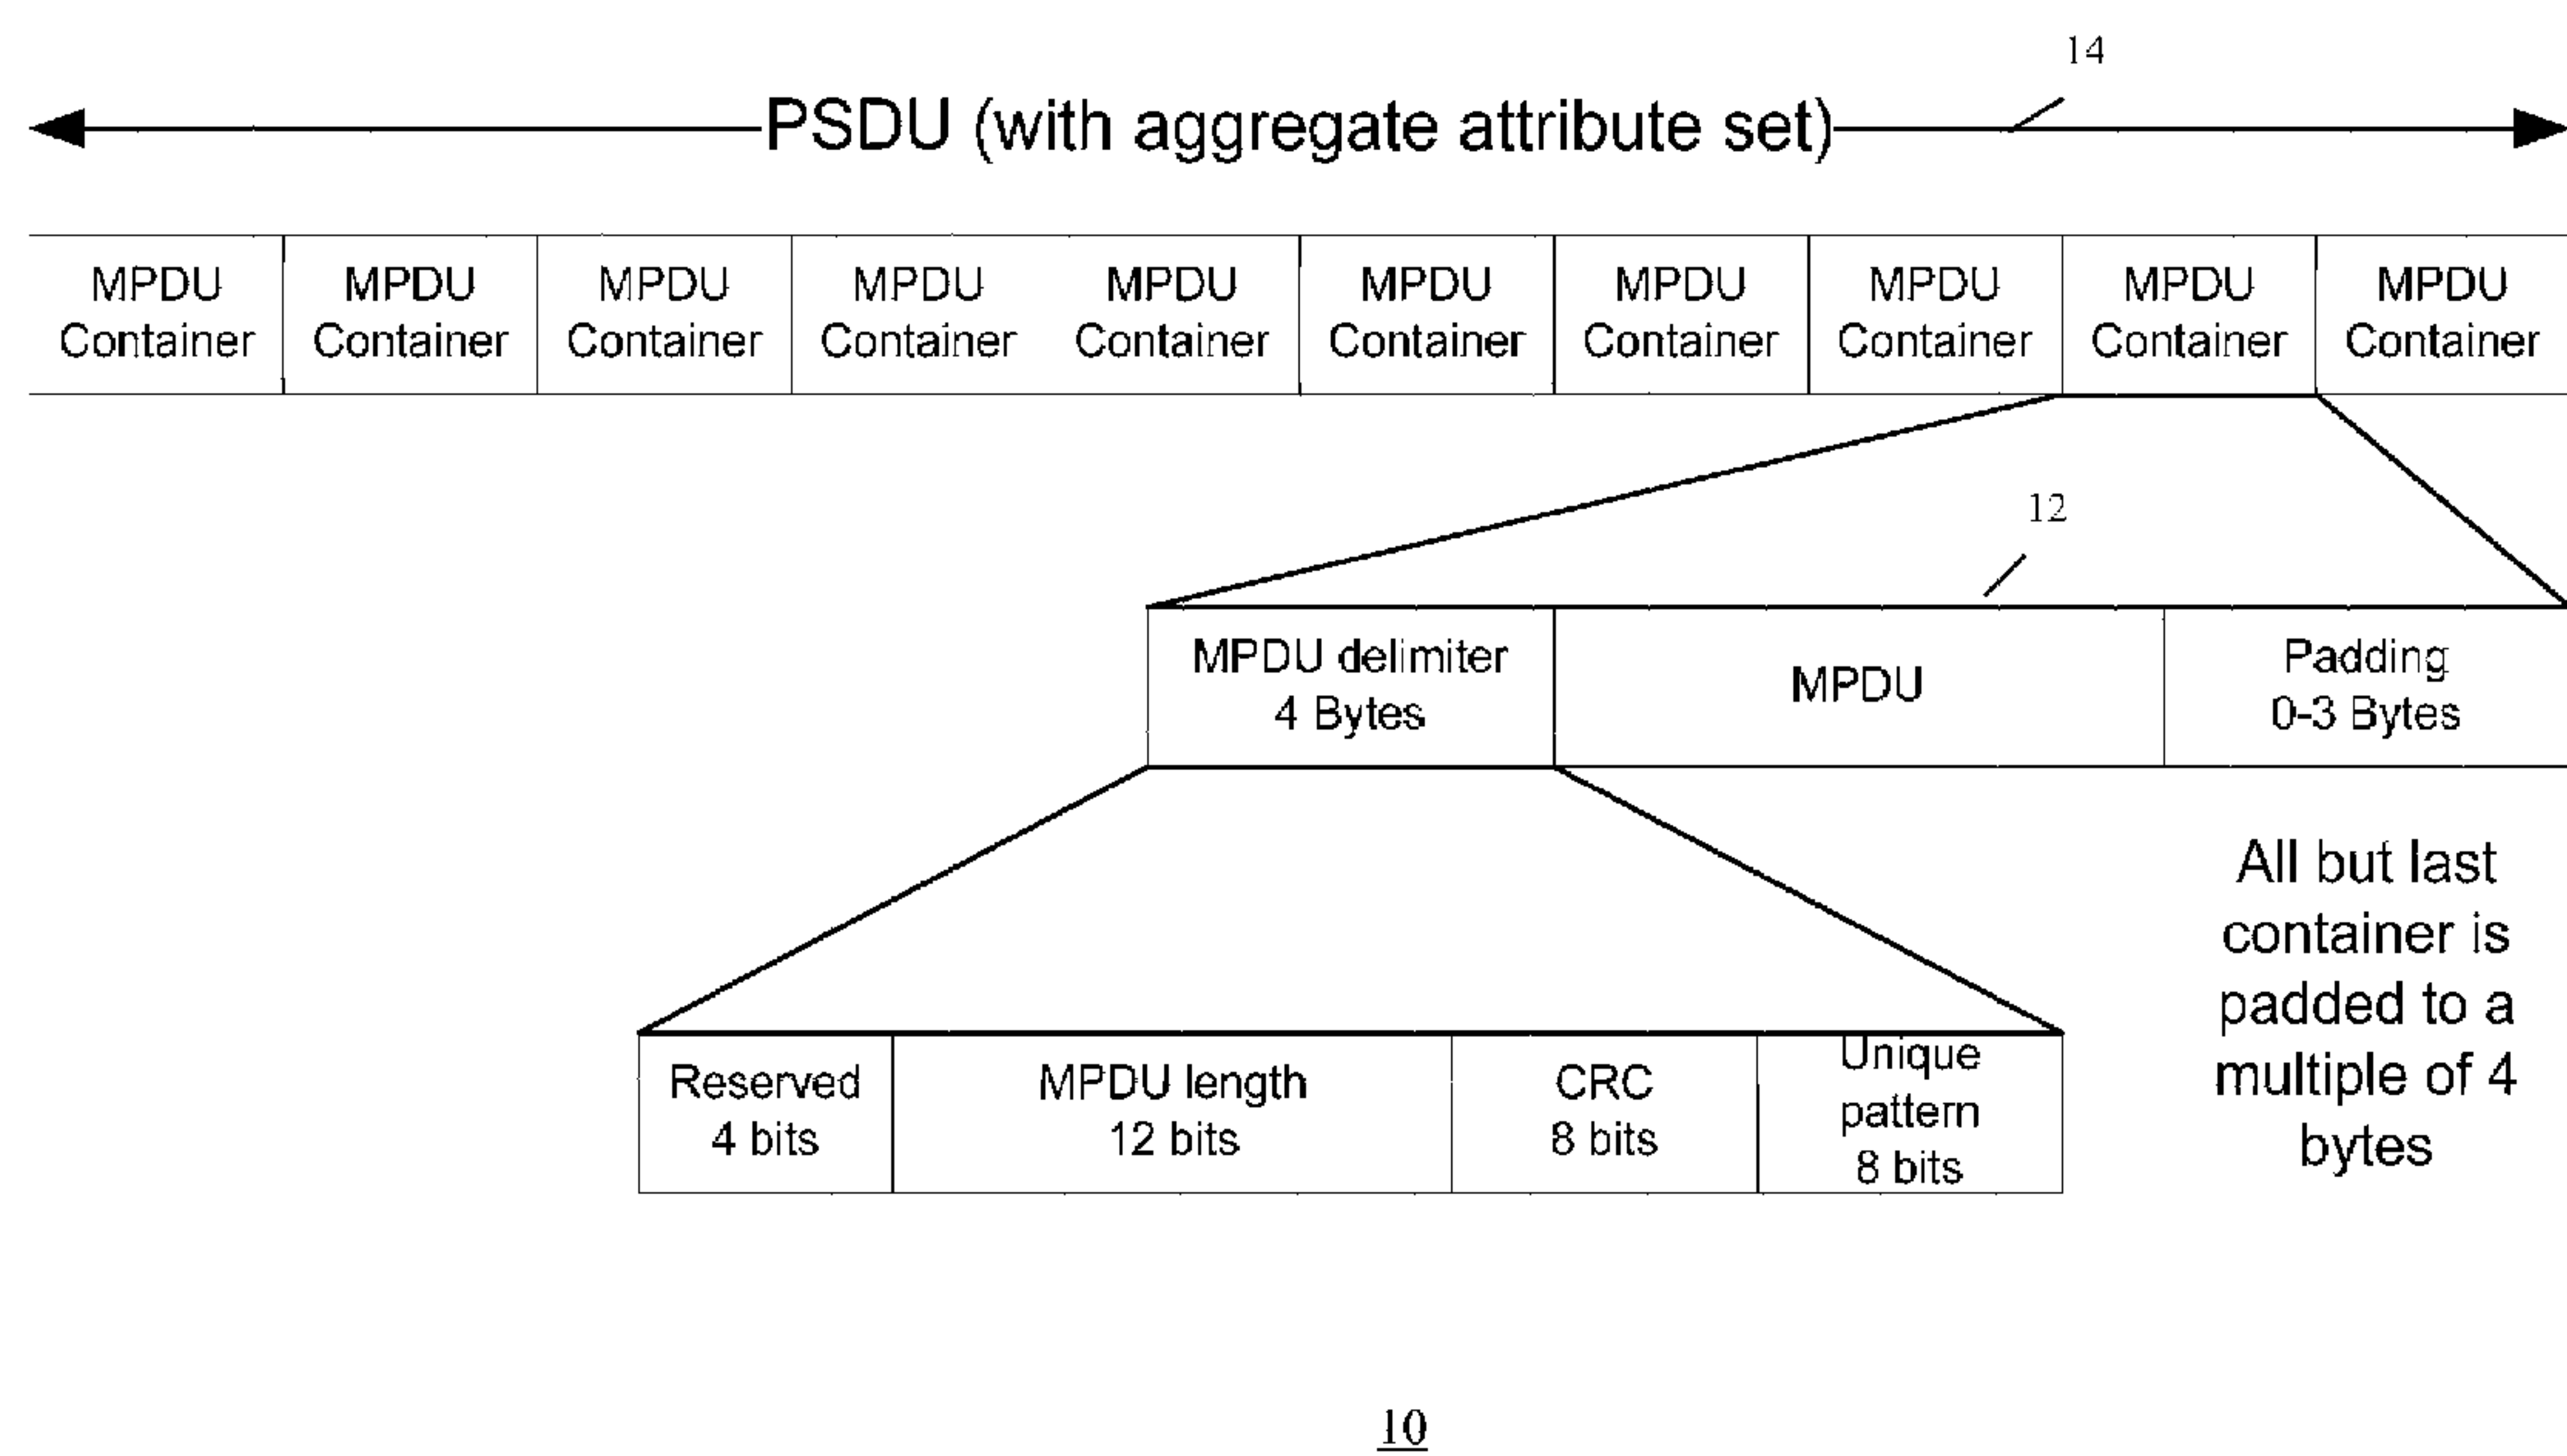 14
PSDU (with aggregate attribute set)
MPDU Container
MPDU Container
MPDU Container
MPDU Container
MPDU Container
MPDU Container
MPDU Container
MPDU Container
MPDU Container
MPDU Container
12
MPDU delimiter
4 Bytes
MPDU
Padding
0-3 Bytes
All but last
container is
padded to a
multiple of 4
bytes
Reserved
4 bits
MPDU length
12 bits
CRC
8 bits
Unique
pattern
8 bits
10